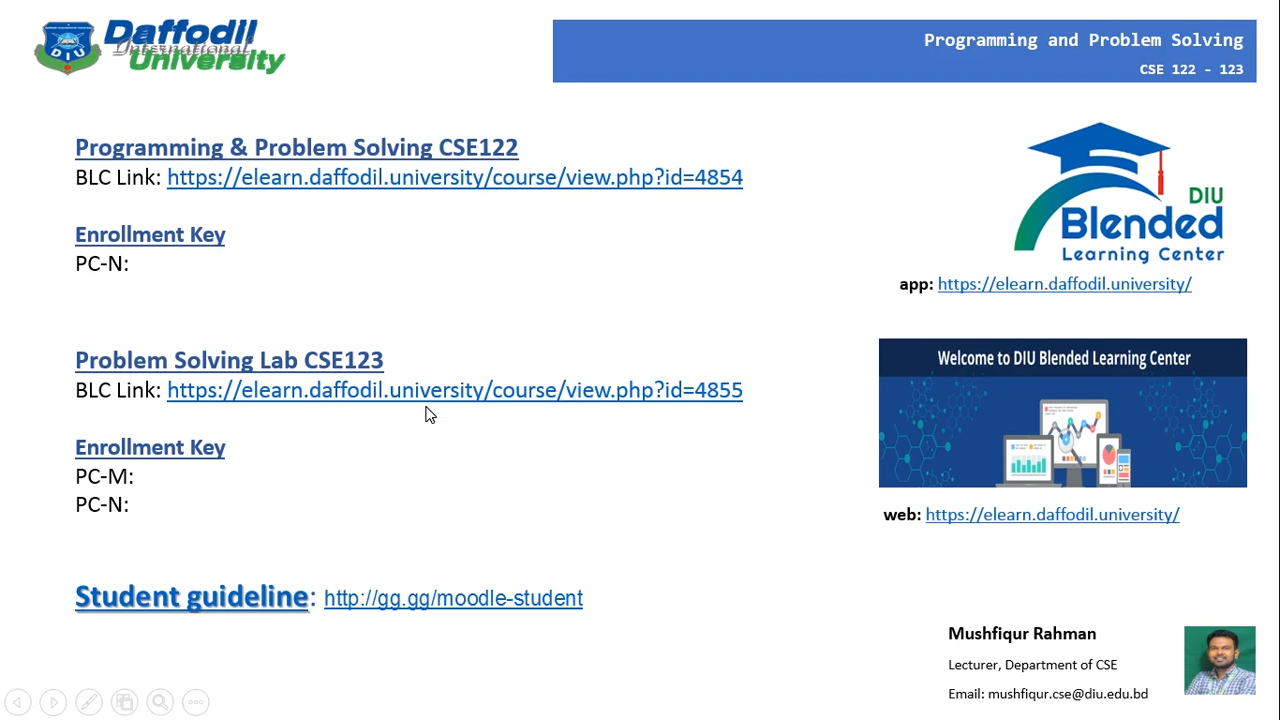 Daffodil
International
University
DIU
Programming and Problem Solving
CSE 122 - 123
Programming & Problem Solving CSE122
BLC Link: https://elearn.daffodil.university/course/view.php?id=4854
Enrollment Key
PC-N:
DIU
Blended
Learning Center
app: https://elearn.daffodil.university/
Problem Solving Lab CSE123
BLC Link: https://elearn.daffodil.university/course/view.php?id=4855
Enrollment Key
PC-M:
PC-N:
Welcome to DIU Blended Learning Center
web: https://elearn.daffodil.university/
Student guideline: http://gg.gg/moodle-student
Mushfiqur Rahman
Lecturer, Department of CSE
Email: mushfiqur.cse@diu.edu.bd